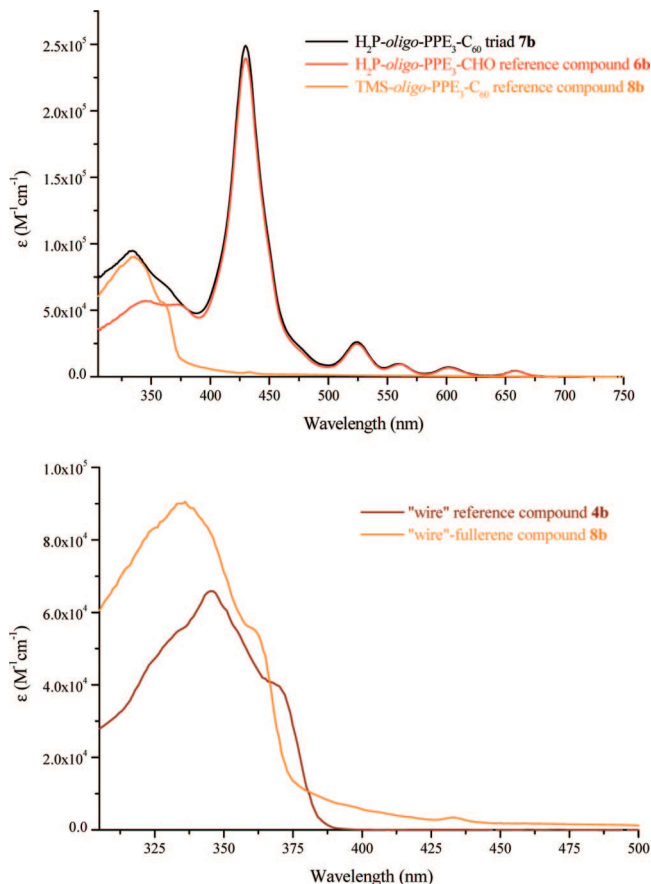 H₂P-oligo-PPE₃-C₆₀ triad 7b
H₂P-oligo-PPE₃-CHO reference compound 6b
TMS-oligo-PPE₃-C₆₀ reference compound 8b
2.5x10⁵
2.0x10⁵
1.5x10⁵
1.0x10⁵
5.0x10⁴
0.0
ε (M⁻¹cm⁻¹)
350 400 450 500 550 600 650 700 750
Wavelength (nm)
"wire" reference compound 4b
"wire"-fullerene compound 8b
1.0x10⁵
8.0x10⁴
6.0x10⁴
4.0x10⁴
2.0x10⁴
0.0
ε (M⁻¹cm⁻¹)
325 350 375 400 425 450 475 500
Wavelength (nm)